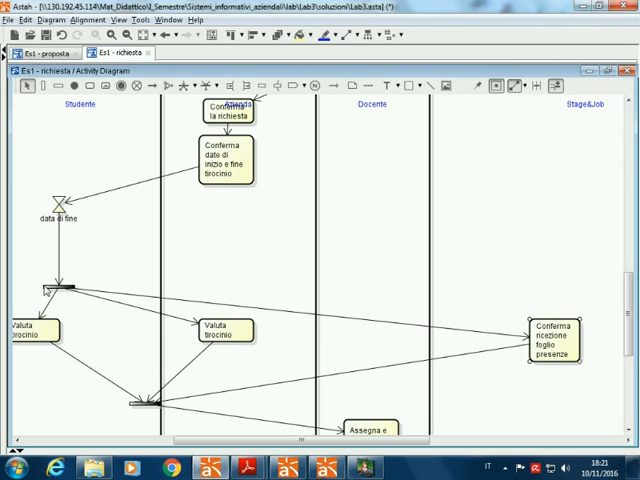 Astah - [\\130.192.45.114\Mat_Didattico\I_Semestre\Sistemi_informativi_aziendali\lab\Lab3\soluzioni\Lab3.asta] (*)
File Edit Diagram Alignment View Tools Window Help
Es1 - proposta
Es1 - richiesta
Es1 - richiesta / Activity Diagram
Studente
Azienda
Docente
Stage&Job
Conferma
la richiesta
Conferma
date di
inizio e fine
tirocinio
data di fine
Valuta
tirocinio
Valuta
tirocinio
Conferma
ricezione
foglio
presenze
Assegna e
IT
18:21
10/11/2016